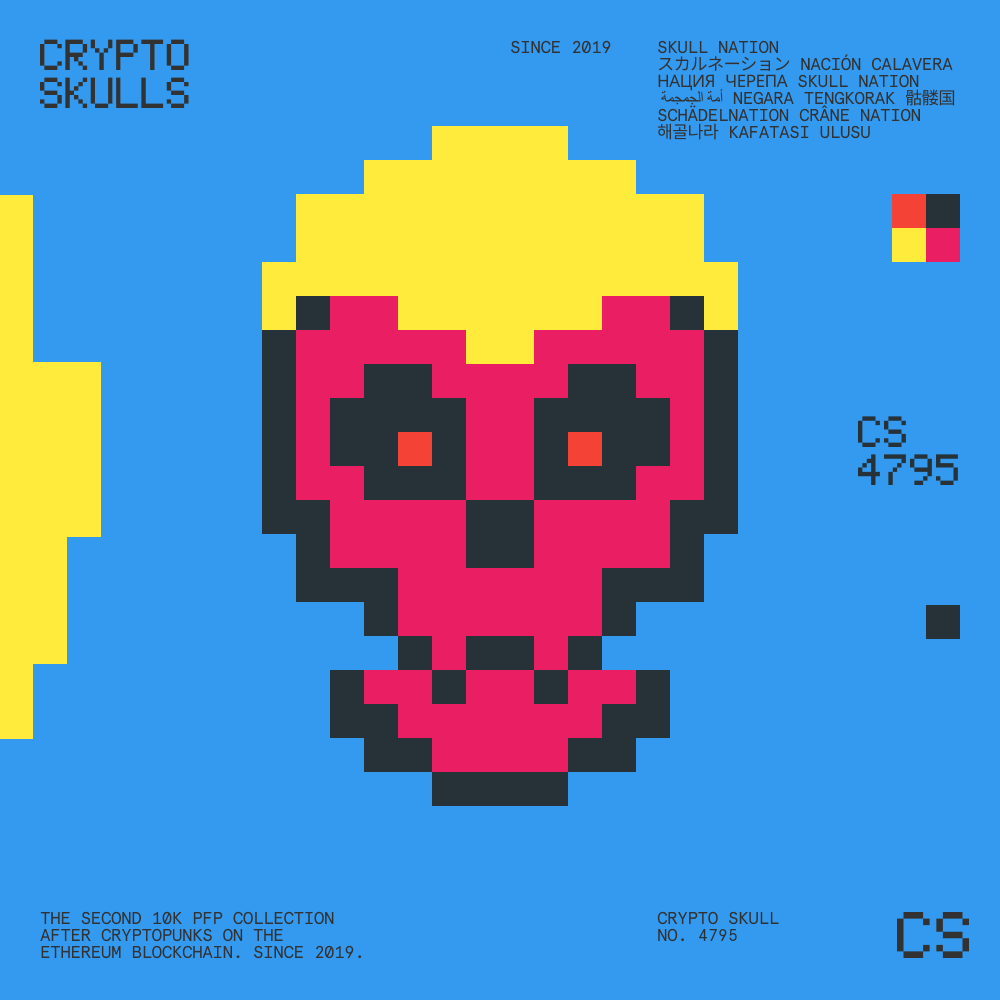 CRYPTO
SKULLS
SINCE 2019
SKULL NATION
スカルネーション NACIÓN CALAVERA
НАЦИЯ ЧЕРЕПА SKULL NATION
أمة الجمجمة NEGARA TENGKORAK 骷髅国
SCHÄDELNATION CRÂNE NATION
해골나라 KAFATASI ULUSU
CS
4795
THE SECOND 10K PFP COLLECTION
AFTER CRYPTOPUNKS ON THE
ETHEREUM BLOCKCHAIN. SINCE 2019.
CRYPTO SKULL
NO. 4795
CS